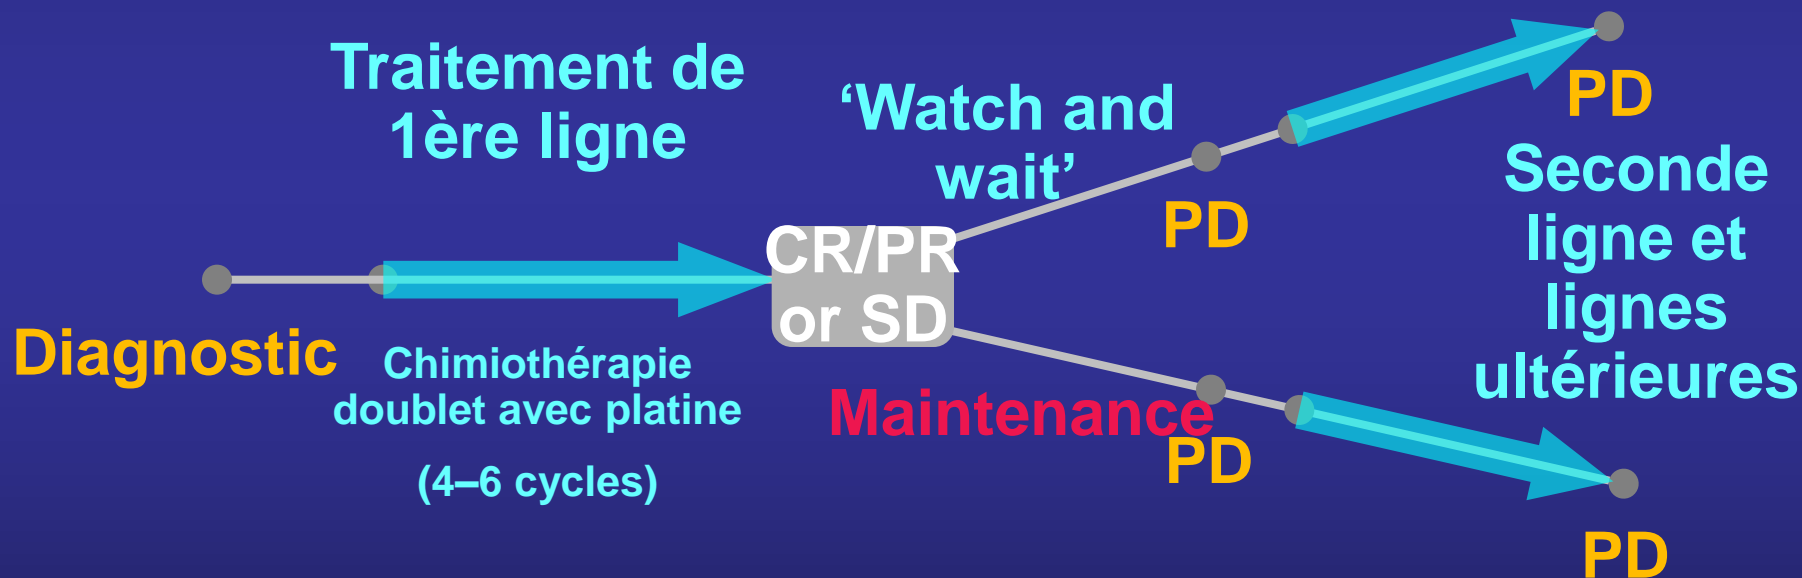 Traitement de
1ère ligne
‘Watch and
wait’
PD
PD
Seconde
ligne et
lignes
ultérieures
CR/PR
or SD
Diagnostic
Chimiothérapie
doublet avec platine
(4–6 cycles)
Maintenance
PD
PD